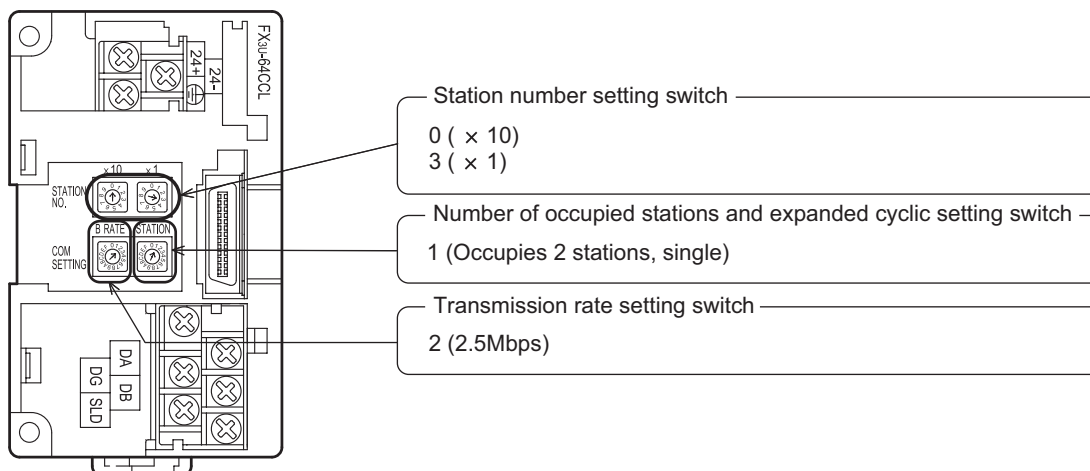 FX3U-64CCL
24-
24+
Station number setting switch
0 ( × 10)
3 ( × 1)
×10 ×1
STATION NO.
Number of occupied stations and expanded cyclic setting switch
1 (Occupies 2 stations, single)
B RATE STATION
COM SETTING
Transmission rate setting switch
2 (2.5Mbps)
DA
DG
DB
SLD